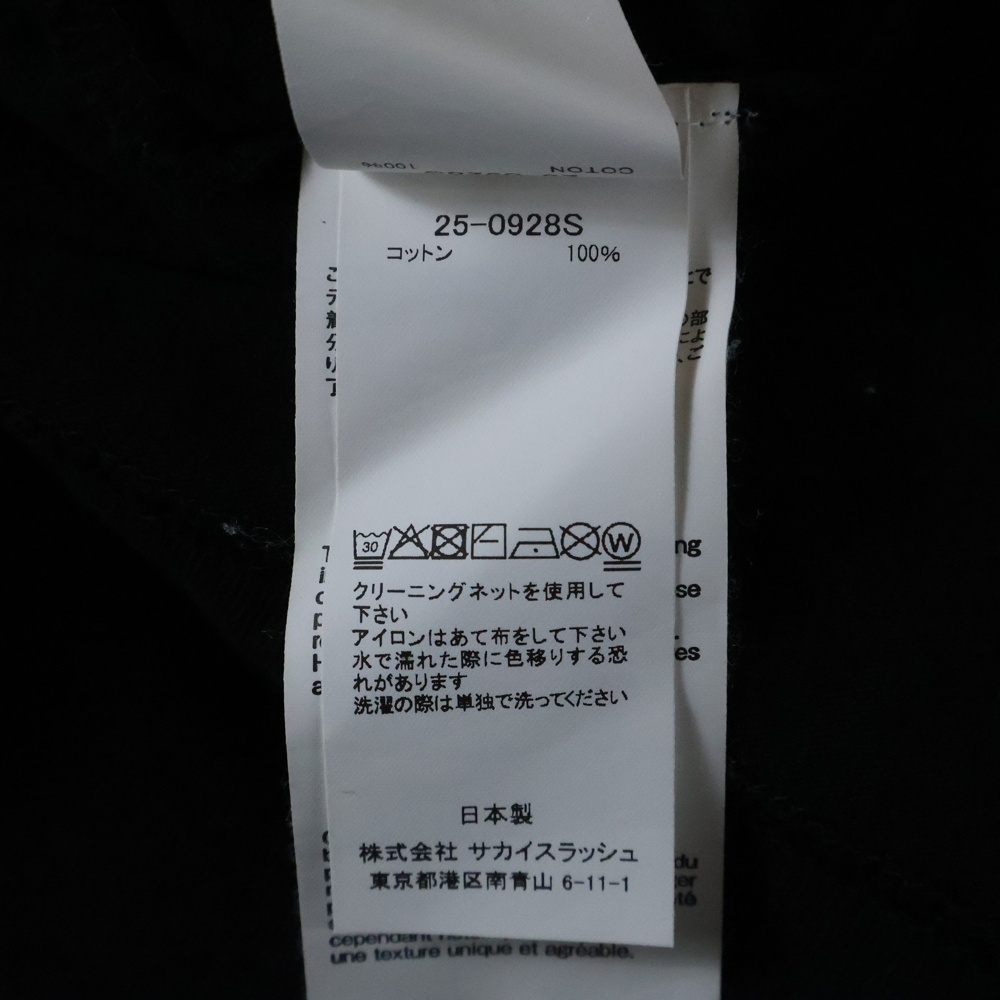 COTON 100%
25-0928S
コットン 100%
30
W
クリーニングネットを使用して
下さい
アイロンはあて布をして下さい
水で濡れた際に色移りする恐
れがあります
洗濯の際は単独で洗ってください
日本製
株式会社 サカイスラッシュ
東京都港区南青山 6-11-1
cependant
une texture unique et agréable.